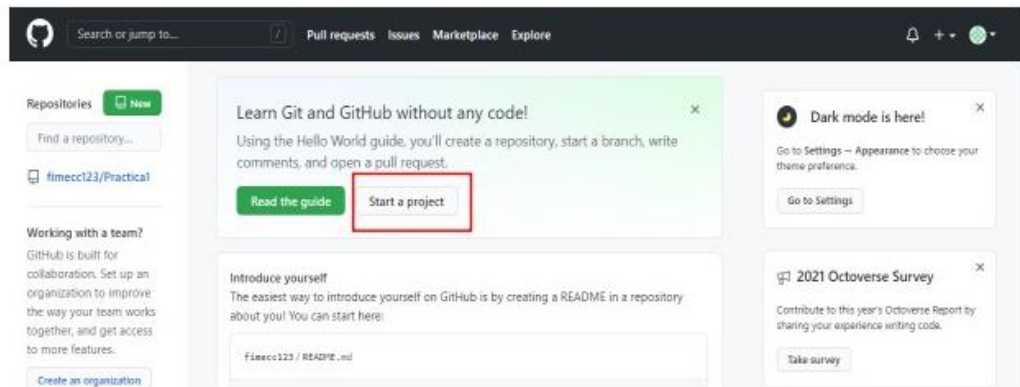 Search or jump to...
/
Pull requests Issues Marketplace Explore
Repositories
New
Find a repository...
fimecc123/Practica1
Working with a team?
GitHub is built for
collaboration. Set up an
organization to improve
the way your team works
together, and get access
to more features.
Create an organization
Learn Git and GitHub without any code!
Using the Hello World guide, you'll create a repository, start a branch, write
comments, and open a pull request.
Read the guide
Start a project
Introduce yourself
The easiest way to introduce yourself on GitHub is by creating a README in a repository
about you! You can start here:
fimecc123 / README.md
Dark mode is here!
Go to Settings — Appearance to choose your
theme preference.
Go to Settings
2021 Octoverse Survey
Contribute to this year's Octoverse Report by
sharing your experience writing code.
Take survey